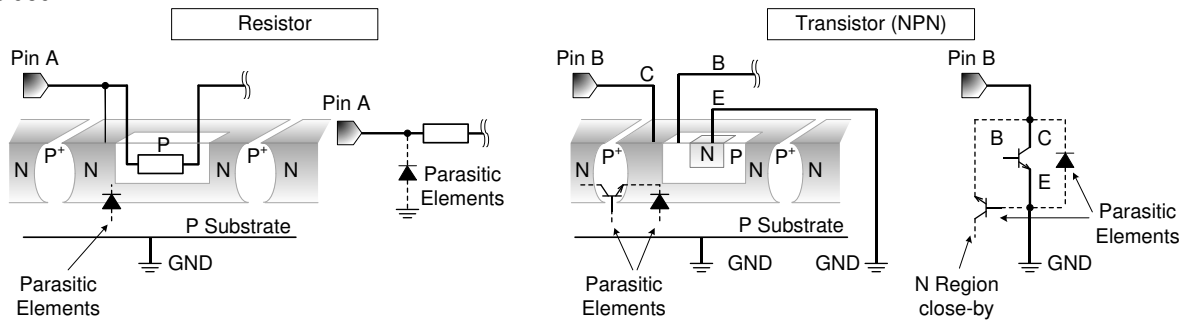 Resistor
Transistor (NPN)
Pin A
Pin A
N
P+
N
P
N
P+
N
Parasitic
Elements
P Substrate
GND
Parasitic
Elements
Pin B
C
B
E
N
P+
N
N
P
P+
N
P Substrate
GND
GND
Parasitic
Elements
Pin B
B
C
E
Parasitic
Elements
GND
N Region
close-by